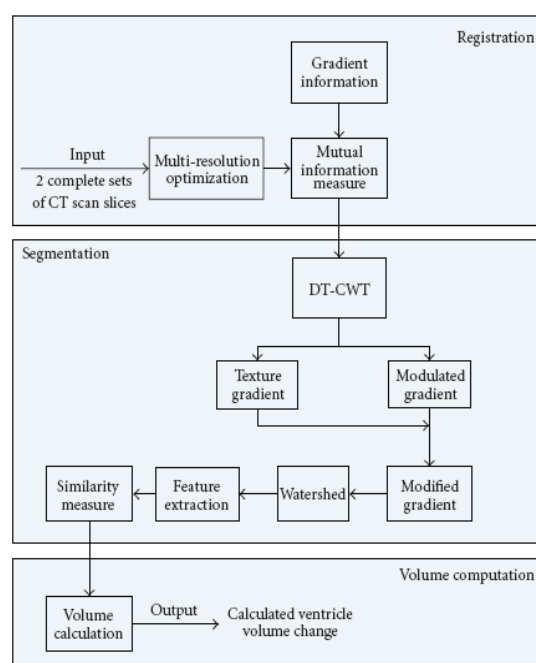 Registration
Gradient
information
Input
2 complete sets
of CT scan slices
Multi-resolution
optimization
Mutual
information
measure
Segmentation
DT-CWT
Texture
gradient
Modulated
gradient
Similarity
measure
Feature
extraction
Watershed
Modified
gradient
Volume computation
Volume
calculation
Output
Calculated ventricle
volume change